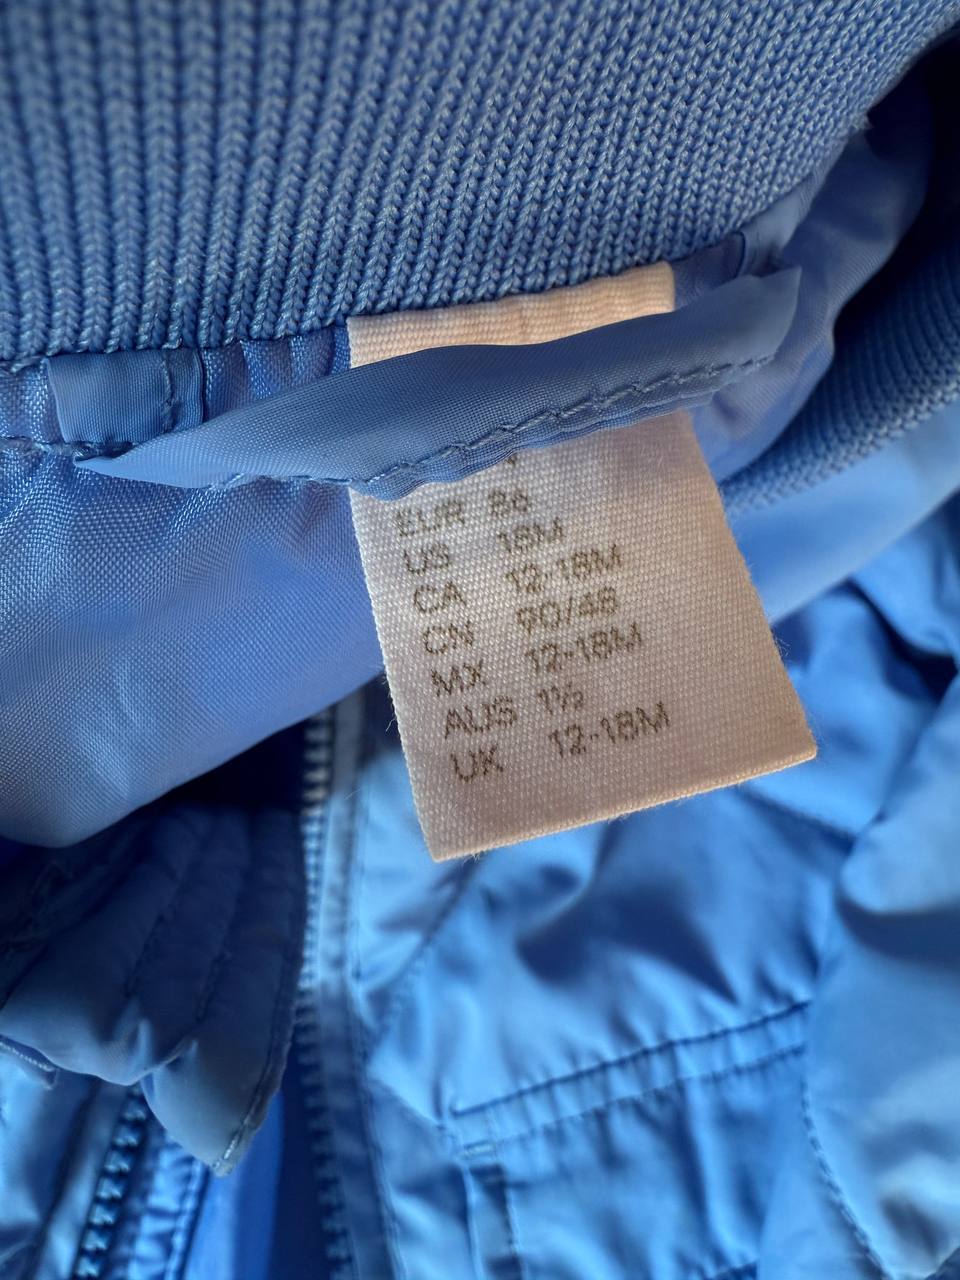 EUR 86
US 18M
CA 12-18M
CN 90/48
MX 12-18M
AUS 1½
UK 12-18M